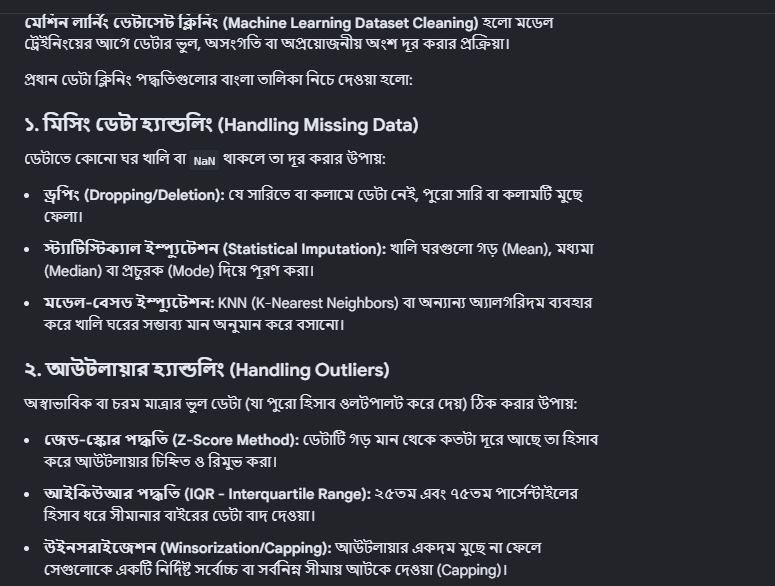 মেশিন লার্নিং ডেটাসেট ক্লিনিং (Machine Learning Dataset Cleaning) হলো মডেল
ট্রেইনিংয়ের আগে ডেটার ভুল, অসংগতি বা অপ্রয়োজনীয় অংশ দূর করার প্রক্রিয়া।
প্রধান ডেটা ক্লিনিং পদ্ধতিগুলোর বাংলা তালিকা নিচে দেওয়া হলো:
১. মিসিং ডেটা হ্যান্ডলিং (Handling Missing Data)
ডেটাতে কোনো ঘর খালি বা NaN থাকলে তা দূর করার উপায়:
• ড্রপিং (Dropping/Deletion): যে সারিতে বা কলামে ডেটা নেই, পুরো সারি বা কলামটি মুছে
ফেলা।
• স্ট্যাটিস্টিক্যাল ইম্প্যুটেশন (Statistical Imputation): খালি ঘরগুলো গড় (Mean), মধ্যমা
(Median) বা প্রচুরক (Mode) দিয়ে পূরণ করা।
• মডেল-বেসড ইম্প্যুটেশন: KNN (K-Nearest Neighbors) বা অন্যান্য অ্যালগরিদম ব্যবহার
করে খালি ঘরের সম্ভাব্য মান অনুমান করে বসানো।
২. আউটলায়ার হ্যান্ডলিং (Handling Outliers)
অস্বাভাবিক বা চরম মাত্রার ভুল ডেটা (যা পুরো হিসাব ওলটপালট করে দেয়) ঠিক করার উপায়:
• জেড-স্কোর পদ্ধতি (Z-Score Method): ডেটাটি গড় মান থেকে কতটা দূরে আছে তা হিসাব
করে আউটলায়ার চিহ্নিত ও রিমুভ করা।
• আইকিউআর পদ্ধতি (IQR - Interquartile Range): ২৫তম এবং ৭৫তম পার্সেন্টাইলের
হিসাব ধরে সীমানার বাইরের ডেটা বাদ দেওয়া।
• উইনসরাইজেশন (Winsorization/Capping): আউটলায়ার একদম মুছে না ফেলে
সেগুলোকে একটি নির্দিষ্ট সর্বোচ্চ বা সর্বনিম্ন সীমায় আটকে দেওয়া (Capping)।